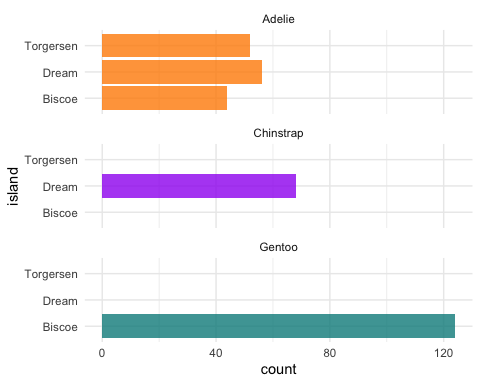 Adelie
Torgersen
Dream
Biscoe
Chinstrap
Torgersen
Dream
Biscoe
island
Gentoo
Torgersen
Dream
Biscoe
0 40 80 120
count